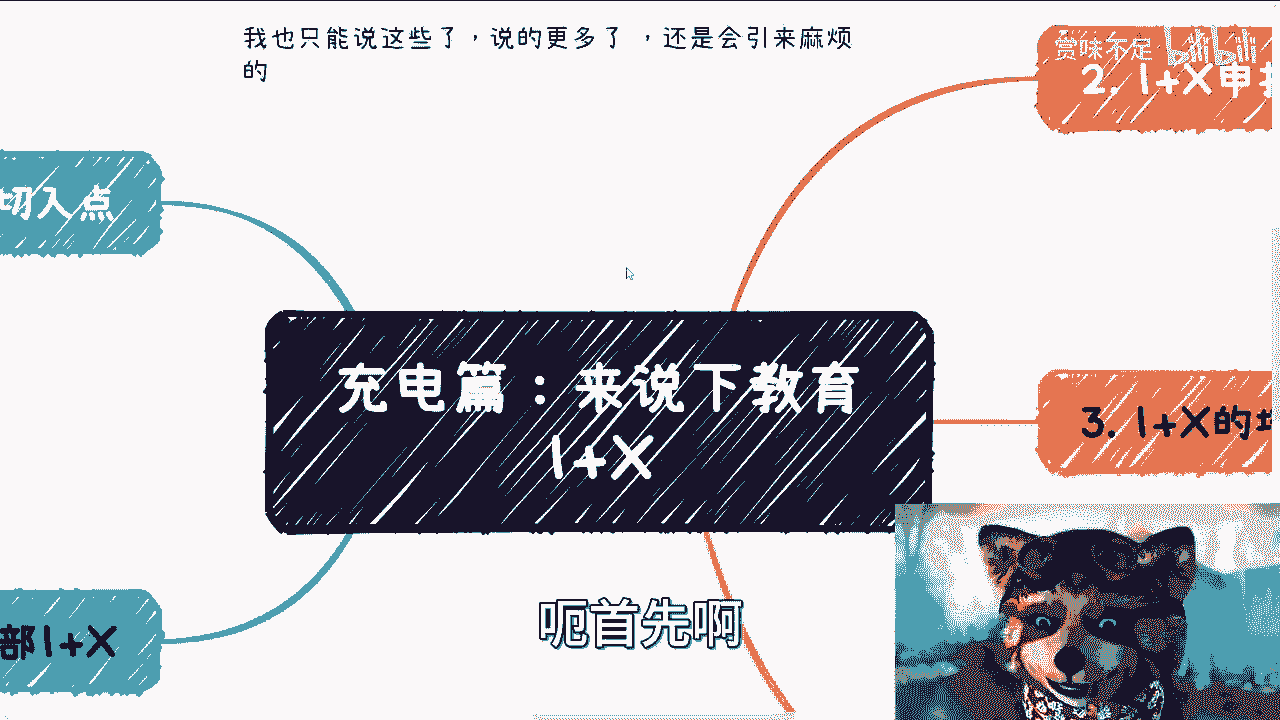 我也只能说这些了，说的更多了 ，还是会引来麻烦
的
赏味不足 bilibili
2. 1+X申
切入点
充电篇：来说下教育
1+X
3. 1+X的
呃首先啊
部1+X